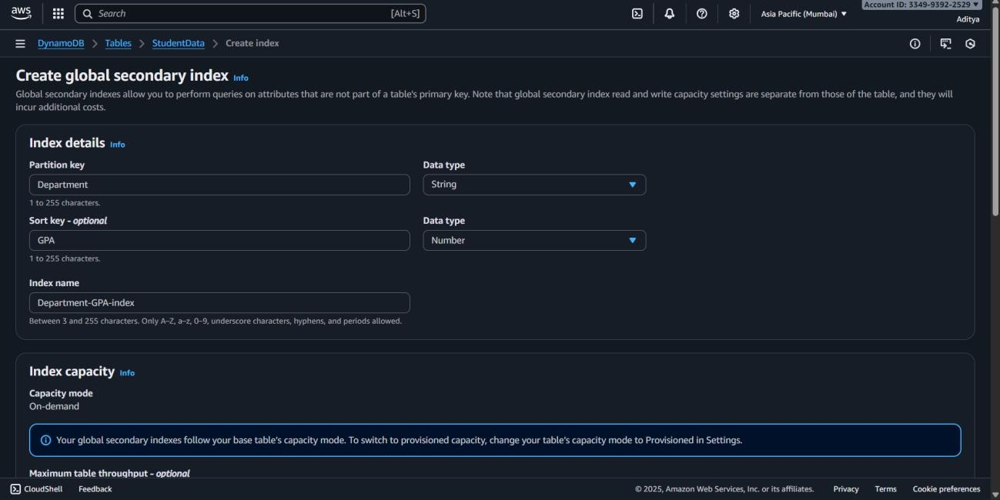 aws
Search [Alt+S]
Asia Pacific (Mumbai)
Account ID: 3349-9392-2529
Aditya
DynamoDB > Tables > StudentData > Create index
Create global secondary index Info
Global secondary indexes allow you to perform queries on attributes that are not part of a table's primary key. Note that global secondary index read and write capacity settings are separate from those of the table, and they will
incur additional costs.
Index details Info
Partition key
Data type
Department
String
1 to 255 characters.
Sort key - optional
Data type
GPA
Number
1 to 255 characters.
Index name
Department-GPA-index
Between 3 and 255 characters. Only A–Z, a–z, 0–9, underscore characters, hyphens, and periods allowed.
Index capacity Info
Capacity mode
On-demand
Your global secondary indexes follow your base table's capacity mode. To switch to provisioned capacity, change your table's capacity mode to Provisioned in Settings.
Maximum table throughput - optional
CloudShell Feedback © 2025, Amazon Web Services, Inc. or its affiliates. Privacy Terms Cookie preferences